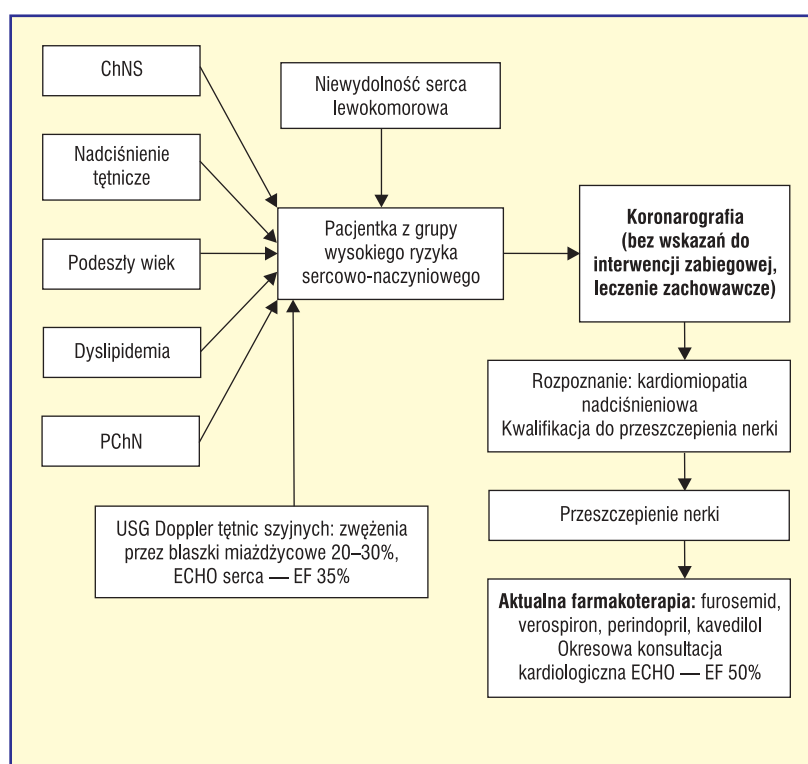 ChNS
Nadciśnienie
tętnicze
Podeszły wiek
Dyslipidemia
PChN
Niewydolność serca
lewokomorowa
Pacjentka z grupy
wysokiego ryzyka
sercowo-naczyniowego
USG Doppler tętnic szyjnych: zwężenia
przez blaszki miażdżycowe 20–30%,
ECHO serca — EF 35%
Koronarografia
(bez wskazań do
interwencji zabiegowej,
leczenie zachowawcze)
Rozpoznanie: kardiomiopatia
nadciśnieniowa
Kwalifikacja do przeszczepienia nerki
Przeszczepienie nerki
Aktualna farmakoterapia: furosemid,
verospiron, perindopril, kavedilol
Okresowa konsultacja
kardiologiczna ECHO — EF 50%